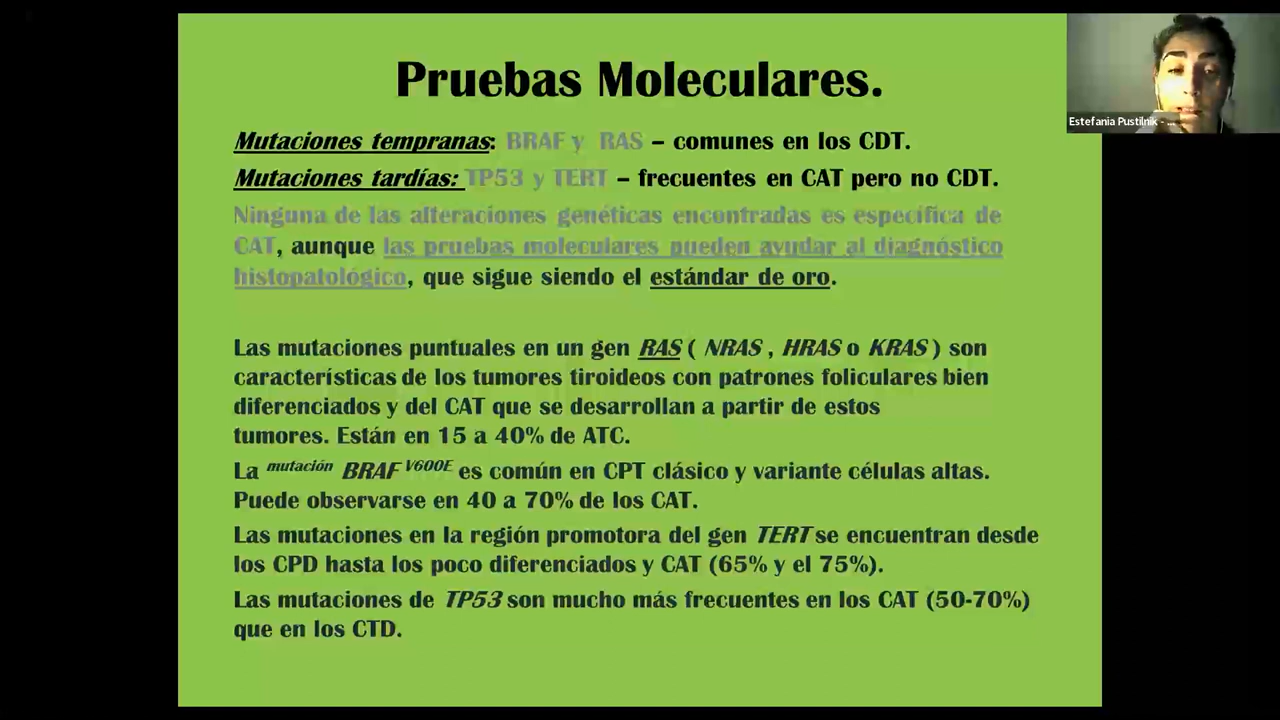 Pruebas Moleculares.
Estefania Pustilnik - ...
Mutaciones tempranas: BRAF y RAS – comunes en los CDT.
Mutaciones tardías: TP53 y TERT – frecuentes en CAT pero no CDT.
Ninguna de las alteraciones genéticas encontradas es específica de
CAT, aunque las pruebas moleculares pueden ayudar al diagnóstico
histopatológico, que sigue siendo el estándar de oro.
Las mutaciones puntuales en un gen RAS ( NRAS , HRAS o KRAS ) son
características de los tumores tiroideos con patrones foliculares bien
diferenciados y del CAT que se desarrollan a partir de estos
tumores. Están en 15 a 40% de ATC.
La mutación BRAF V600E es común en CPT clásico y variante células altas.
Puede observarse en 40 a 70% de los CAT.
Las mutaciones en la región promotora del gen TERT se encuentran desde
los CPD hasta los poco diferenciados y CAT (65% y el 75%).
Las mutaciones de TP53 son mucho más frecuentes en los CAT (50-70%)
que en los CTD.